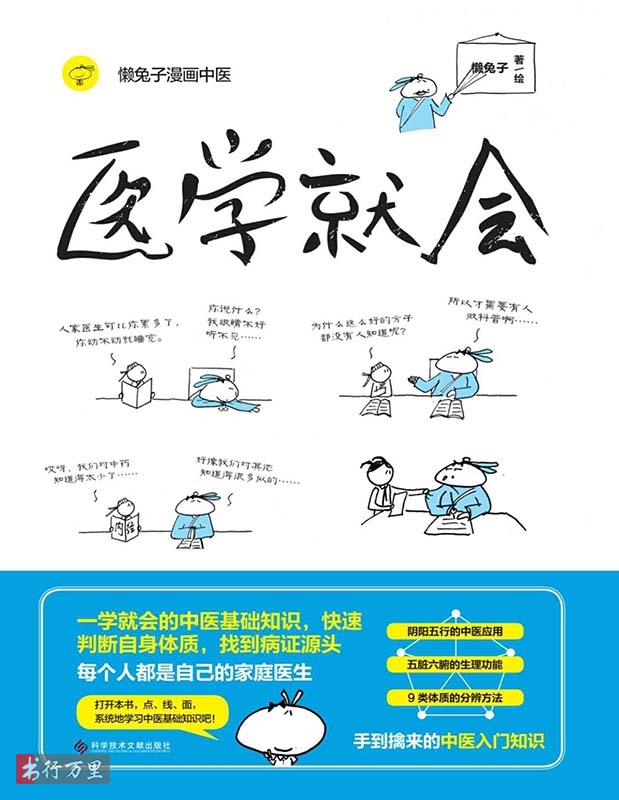 懒兔子漫画中医
懒兔子 著一绘
医学就会
人家医生可比你累多了，
你动不动就睡觉。
你说什么？
我眼睛不好
听不见……
为什么这么好的方子
都没有人知道呢？
所以才需要有人
做科普啊……
哎呀，我们对中药
知道得太少了……
好像我们对其他
知道得很多似的……
内经
一学就会的中医基础知识，快速
判断自身体质，找到病证源头
每个人都是自己的家庭医生
打开本书，点、线、面，
系统地学习中医基础知识吧！
阴阳五行的中医应用
五脏六腑的生理功能
9 类体质的分辨方法
手到擒来的中医入门知识
科学技术文献出版社
SCIENTIFIC AND TECHNICAL DOCUMENTATION PRESS
书行万里